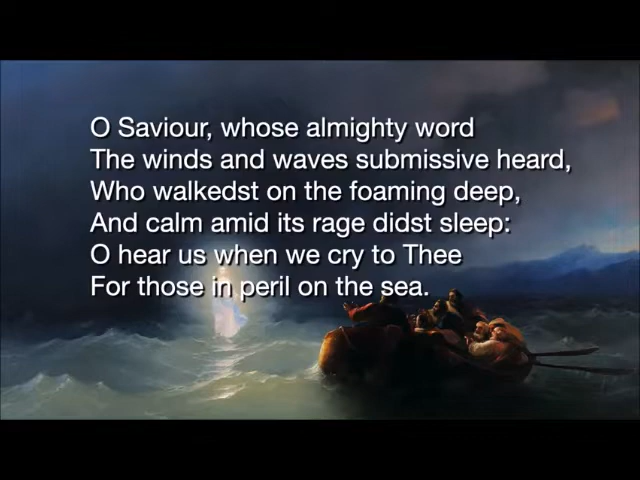 O Saviour, whose almighty word
The winds and waves submissive heard,
Who walkedst on the foaming deep,
And calm amid its rage didst sleep:
O hear us when we cry to Thee
For those in peril on the sea.